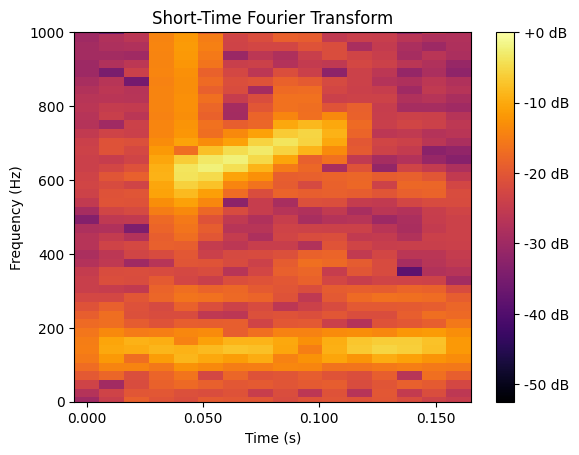 Short-Time Fourier Transform
1000
800
600
400
200
0
Frequency (Hz)
0.000
0.050
0.100
0.150
Time (s)
+0 dB
-10 dB
-20 dB
-30 dB
-40 dB
-50 dB